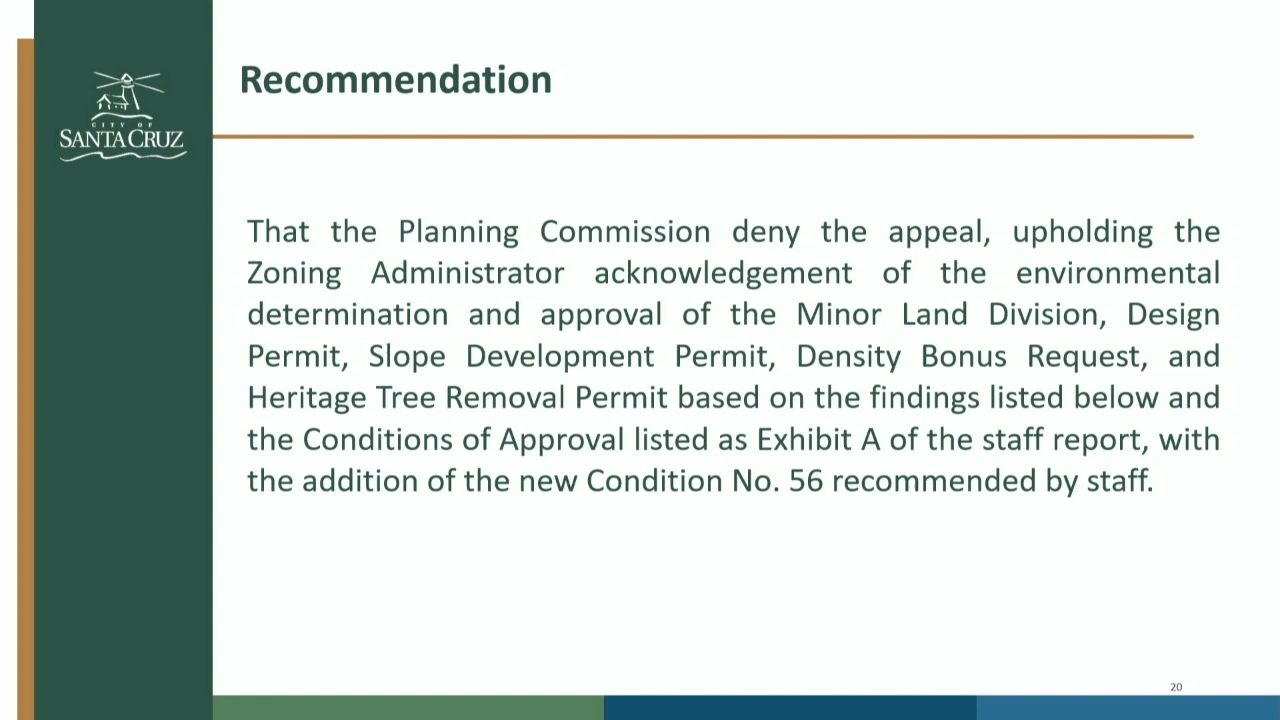 CITY OF
SANTA CRUZ
Recommendation
That the Planning Commission deny the appeal, upholding the
Zoning Administrator acknowledgement of the environmental
determination and approval of the Minor Land Division, Design
Permit, Slope Development Permit, Density Bonus Request, and
Heritage Tree Removal Permit based on the findings listed below and
the Conditions of Approval listed as Exhibit A of the staff report, with
the addition of the new Condition No. 56 recommended by staff.
20